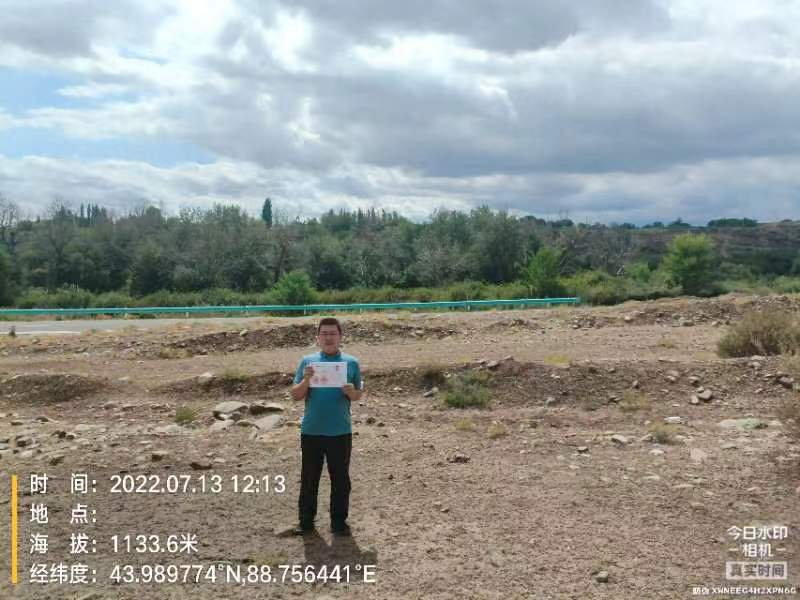 时 间：2022.07.13 12:13
地 点：
海 拔：1133.6米
经纬度：43.989774°N,88.756441°E
今日水印
-相机-
真实时间
防伪 XWNEEG4H2XPN6G